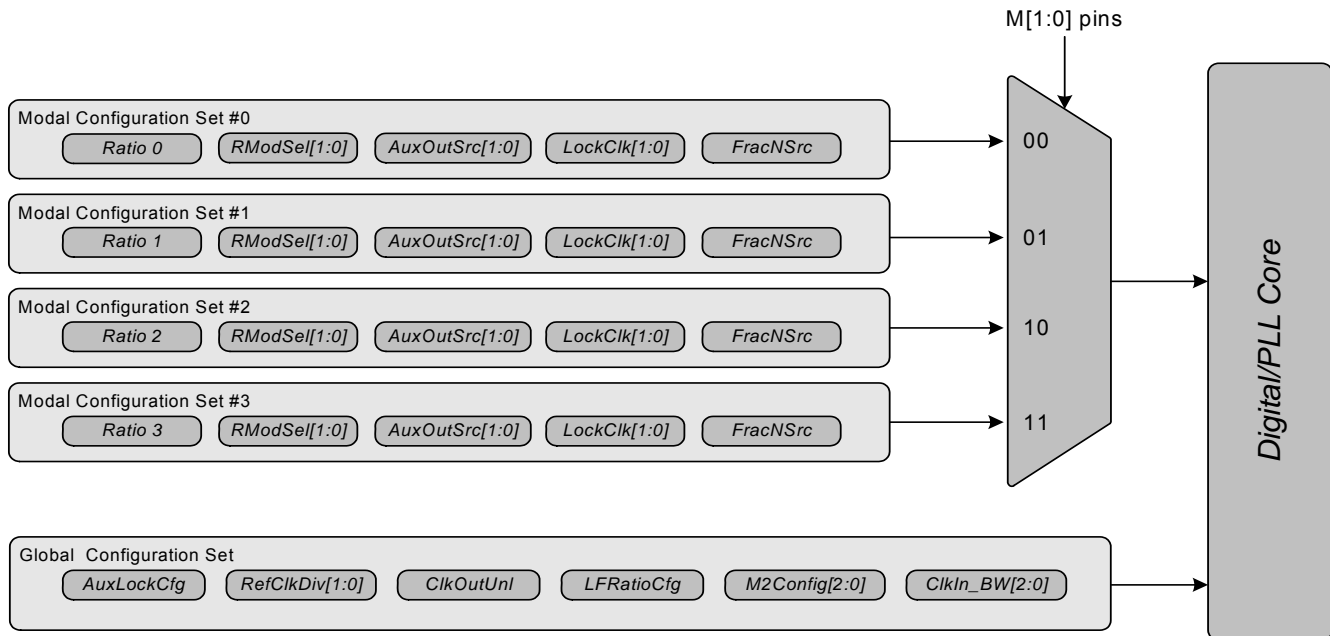 M[1:0] pins
Modal Configuration Set #0
Ratio 0 RModSel[1:0] AuxOutSrc[1:0] LockClk[1:0] FracNSrc
00
Modal Configuration Set #1
Ratio 1 RModSel[1:0] AuxOutSrc[1:0] LockClk[1:0] FracNSrc
01
Modal Configuration Set #2
Ratio 2 RModSel[1:0] AuxOutSrc[1:0] LockClk[1:0] FracNSrc
10
Modal Configuration Set #3
Ratio 3 RModSel[1:0] AuxOutSrc[1:0] LockClk[1:0] FracNSrc
11
Digital/PLL Core
Global Configuration Set
AuxLockCfg RefClkDiv[1:0] ClkOutUnl LFRatioCfg M2Config[2:0] ClkIn_BW[2:0]